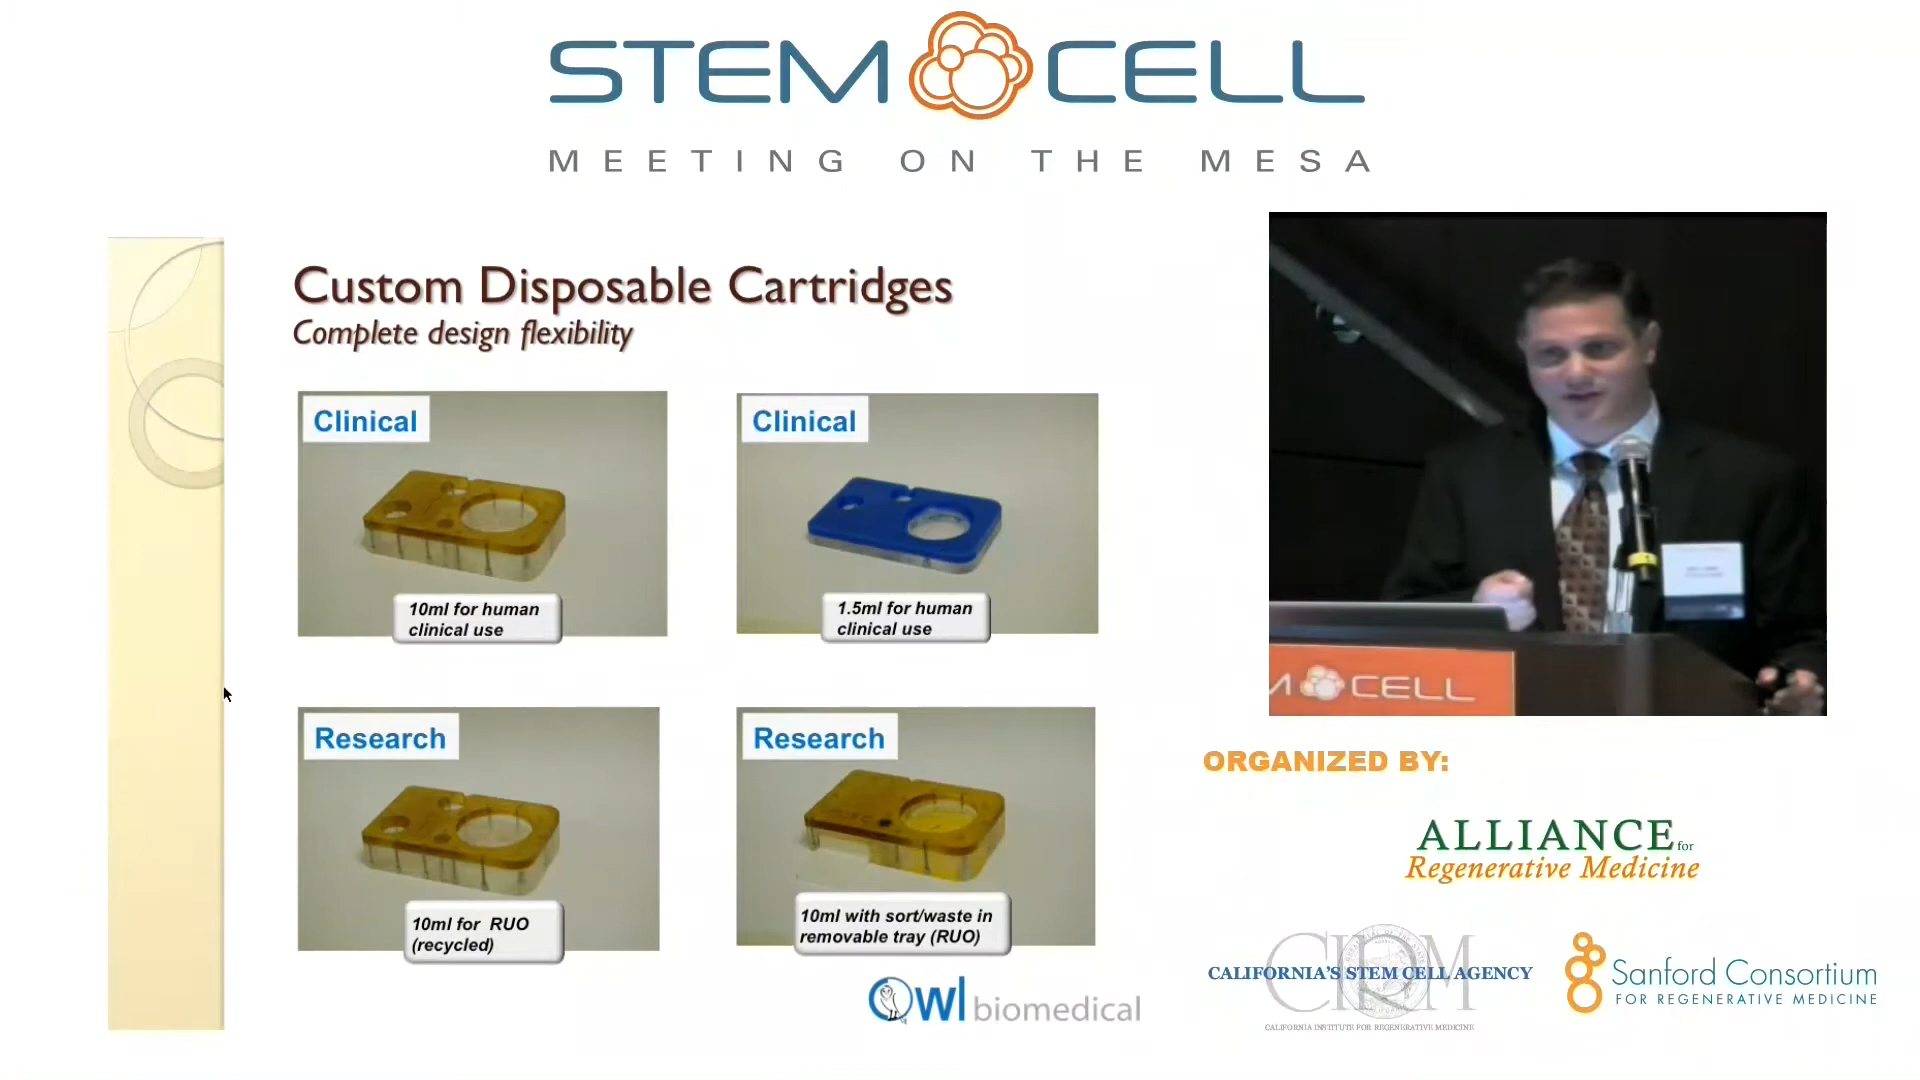 STEM CELL
MEETING ON THE MESA
Custom Disposable Cartridges
Complete design flexibility
Clinical
10ml for human
clinical use
Clinical
1.5ml for human
clinical use
Research
10ml for RUO
(recycled)
Research
10ml with sort/waste in
removable tray (RUO)
Owl biomedical
M CELL
ORGANIZED BY:
ALLIANCE for
Regenerative Medicine
CIRM
CALIFORNIA'S STEM CELL AGENCY
CALIFORNIA INSTITUTE FOR REGENERATIVE MEDICINE
Sanford Consortium
FOR REGENERATIVE MEDICINE